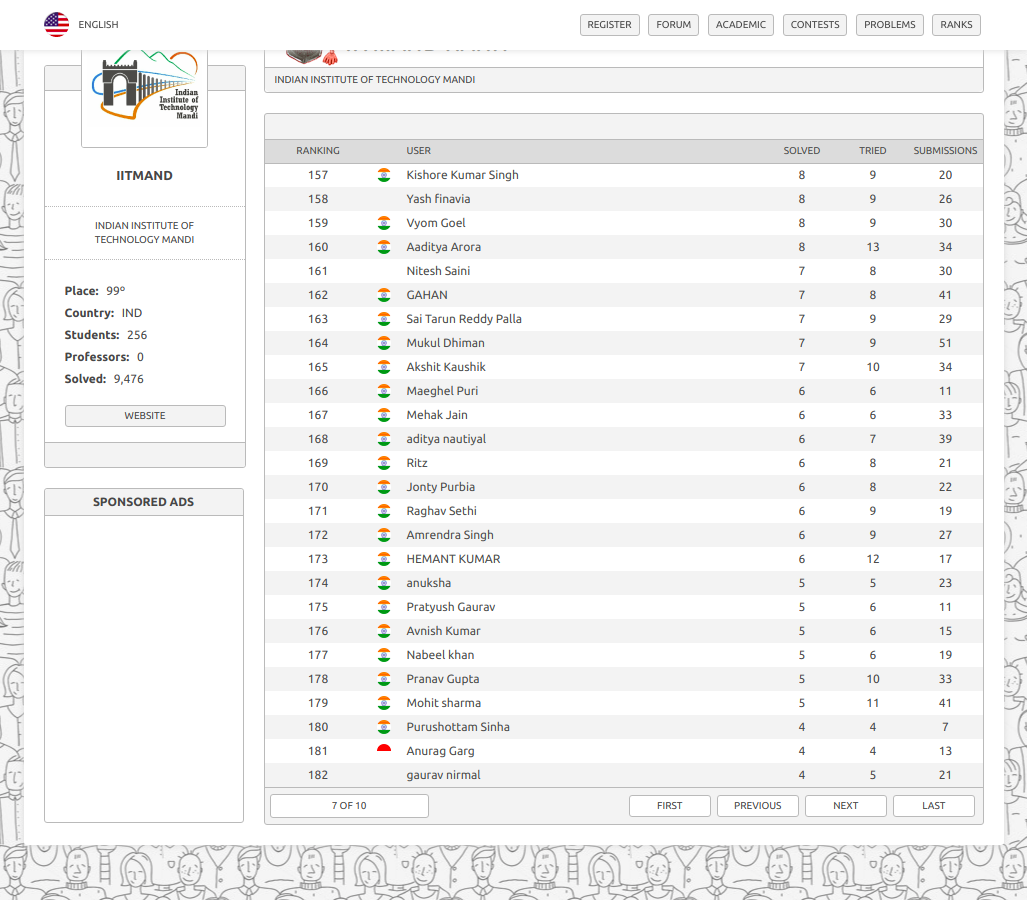 ENGLISH
REGISTER FORUM ACADEMIC CONTESTS PROBLEMS RANKS
Indian
Institute of
Technology
Mandi
IITMAND
INDIAN INSTITUTE OF
TECHNOLOGY MANDI
Place: 99º
Country: IND
Students: 256
Professors: 0
Solved: 9,476
WEBSITE
SPONSORED ADS
INDIAN INSTITUTE OF TECHNOLOGY MANDI
RANKING USER SOLVED TRIED SUBMISSIONS
157 Kishore Kumar Singh 8 9 20
158 Yash finavia 8 9 26
159 Vyom Goel 8 9 30
160 Aaditya Arora 8 13 34
161 Nitesh Saini 7 8 30
162 GAHAN 7 8 41
163 Sai Tarun Reddy Palla 7 9 29
164 Mukul Dhiman 7 9 51
165 Akshit Kaushik 7 10 34
166 Maeghel Puri 6 6 11
167 Mehak Jain 6 6 33
168 aditya nautiyal 6 7 39
169 Ritz 6 8 21
170 Jonty Purbia 6 8 22
171 Raghav Sethi 6 9 19
172 Amrendra Singh 6 9 27
173 HEMANT KUMAR 6 12 17
174 anuksha 5 5 23
175 Pratyush Gaurav 5 6 11
176 Avnish Kumar 5 6 15
177 Nabeel khan 5 6 19
178 Pranav Gupta 5 10 33
179 Mohit sharma 5 11 41
180 Purushottam Sinha 4 4 7
181 Anurag Garg 4 4 13
182 gaurav nirmal 4 5 21
7 OF 10 FIRST PREVIOUS NEXT LAST